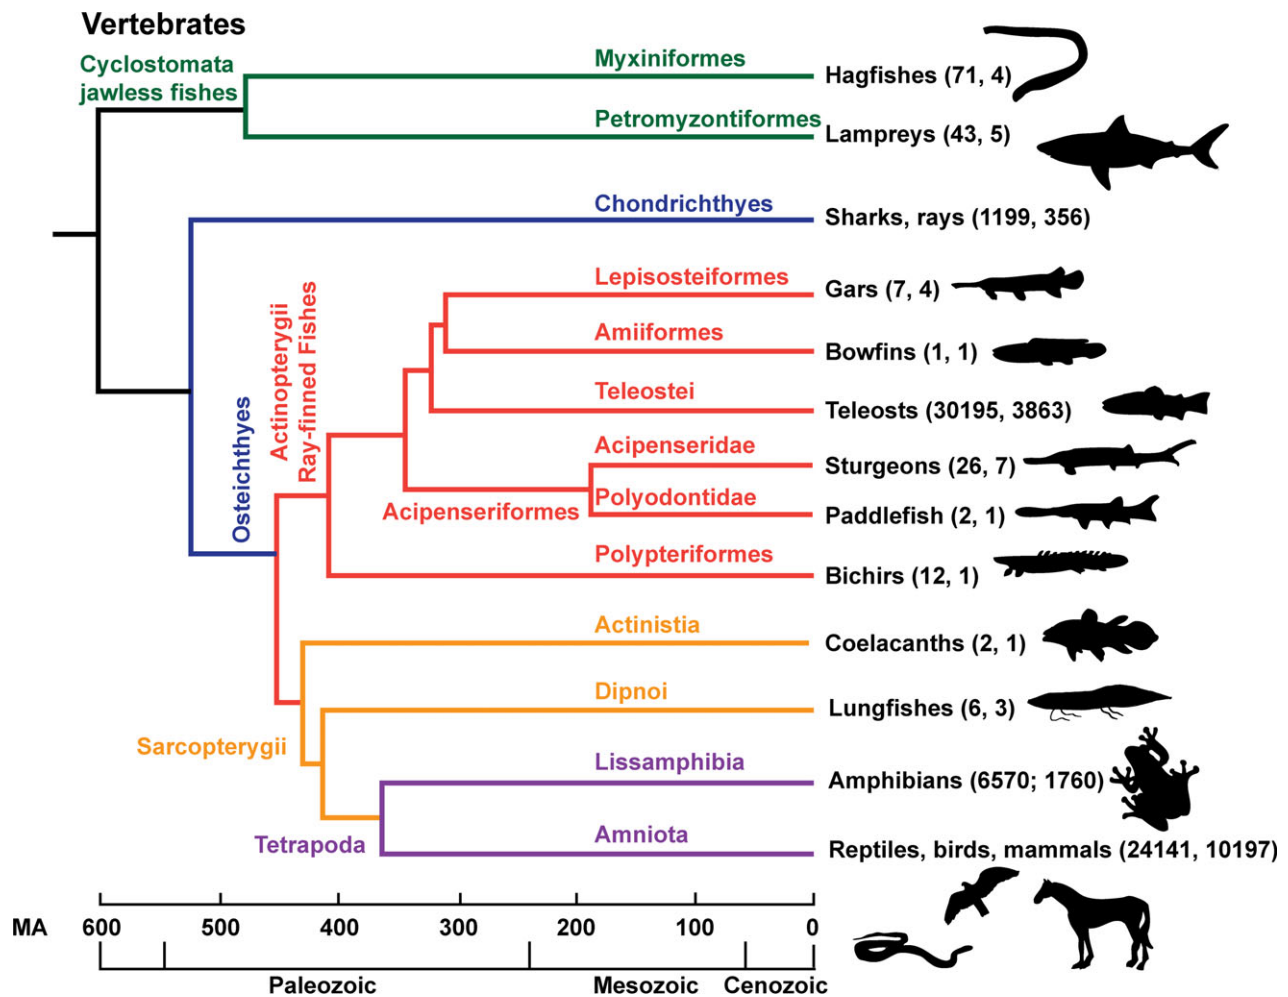 Vertebrates
Cyclostomata
jawless fishes
Myxiniformes
Hagfishes (71, 4)
Petromyzontiformes
Lampreys (43, 5)
Chondrichthyes
Sharks, rays (1199, 356)
Osteichthyes
Actinopterygii
Ray-finned Fishes
Lepisosteiformes
Gars (7, 4)
Amiiformes
Bowfins (1, 1)
Teleostei
Teleosts (30195, 3863)
Acipenseriformes
Acipenseridae
Sturgeons (26, 7)
Polyodontidae
Paddlefish (2, 1)
Polypteriformes
Bichirs (12, 1)
Actinistia
Coelacanths (2, 1)
Sarcopterygii
Dipnoi
Lungfishes (6, 3)
Tetrapoda
Lissamphibia
Amphibians (6570; 1760)
Amniota
Reptiles, birds, mammals (24141, 10197)
MA 600 500 400 300 200 100 0
Paleozoic Mesozoic Cenozoic